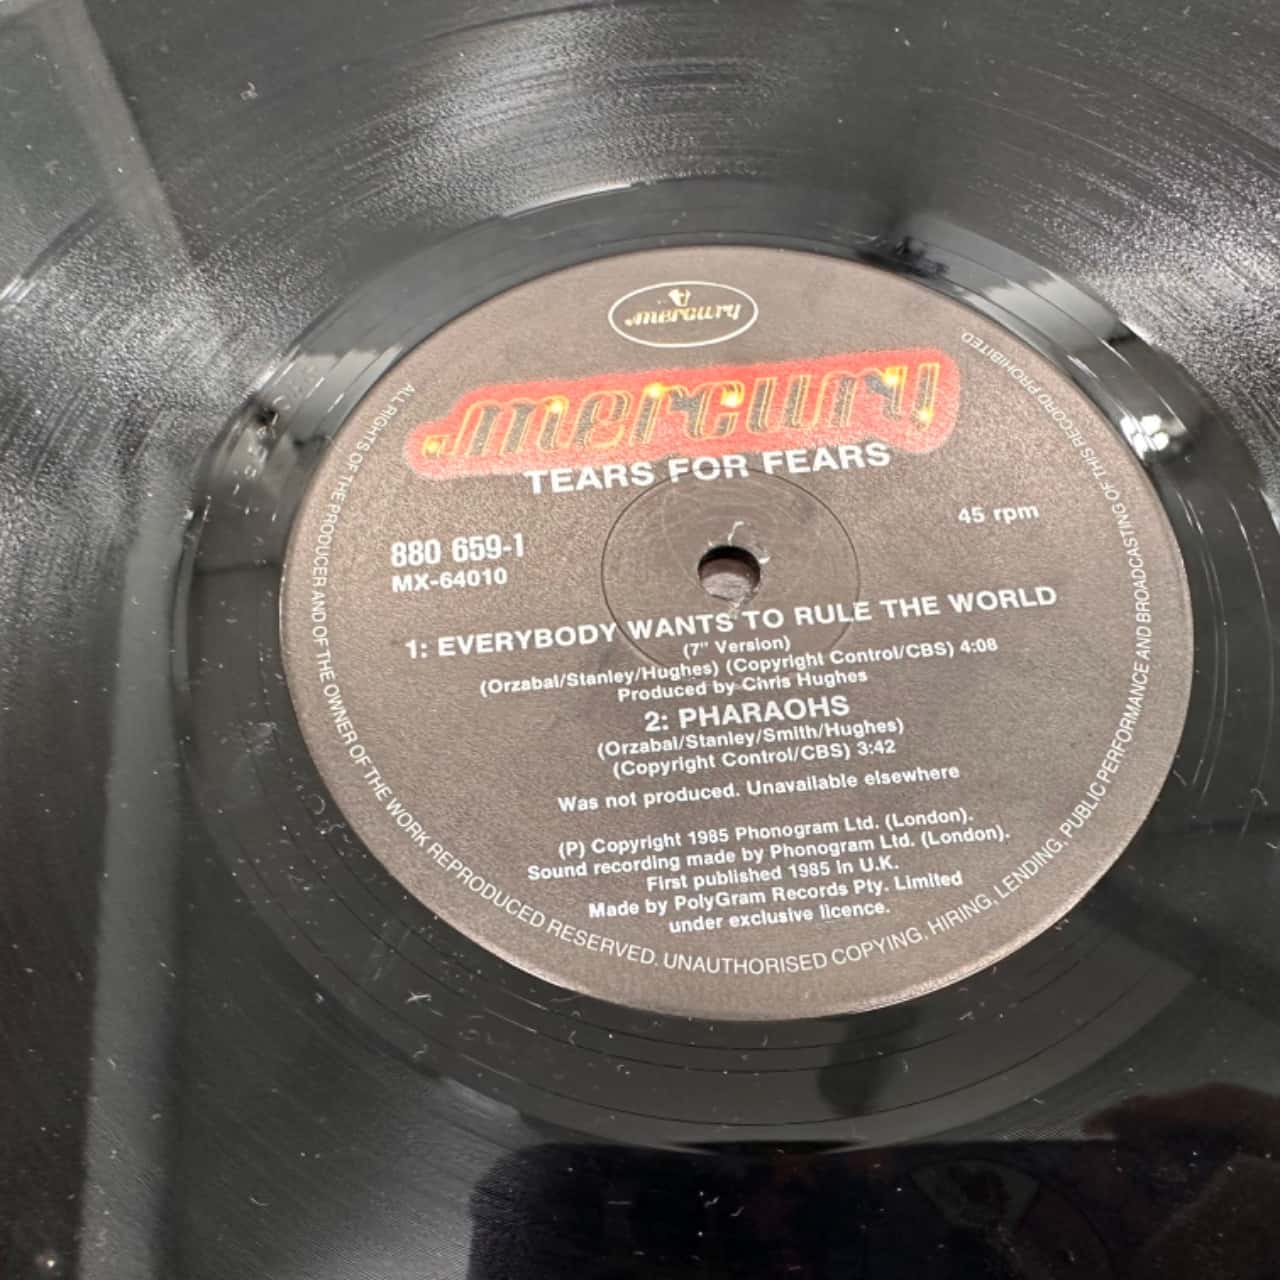 mercury
mercury
TEARS FOR FEARS
45 rpm
880 659-1
MX-64010
1: EVERYBODY WANTS TO RULE THE WORLD
(7" Version)
(Orzabal/Stanley/Hughes) (Copyright Control/CBS) 4:08
Produced by Chris Hughes
2: PHARAOHS
(Orzabal/Stanley/Smith/Hughes)
(Copyright Control/CBS) 3:42
Was not produced. Unavailable elsewhere
(P) Copyright 1985 Phonogram Ltd. (London).
Sound recording made by Phonogram Ltd. (London).
First published 1985 in U.K.
Made by PolyGram Records Pty. Limited
under exclusive licence.
ALL RIGHTS OF THE PRODUCER AND OF THE OWNER OF THE WORK REPRODUCED RESERVED. UNAUTHORISED COPYING, HIRING, LENDING, PUBLIC PERFORMANCE AND BROADCASTING OF THIS RECORD PROHIBITED